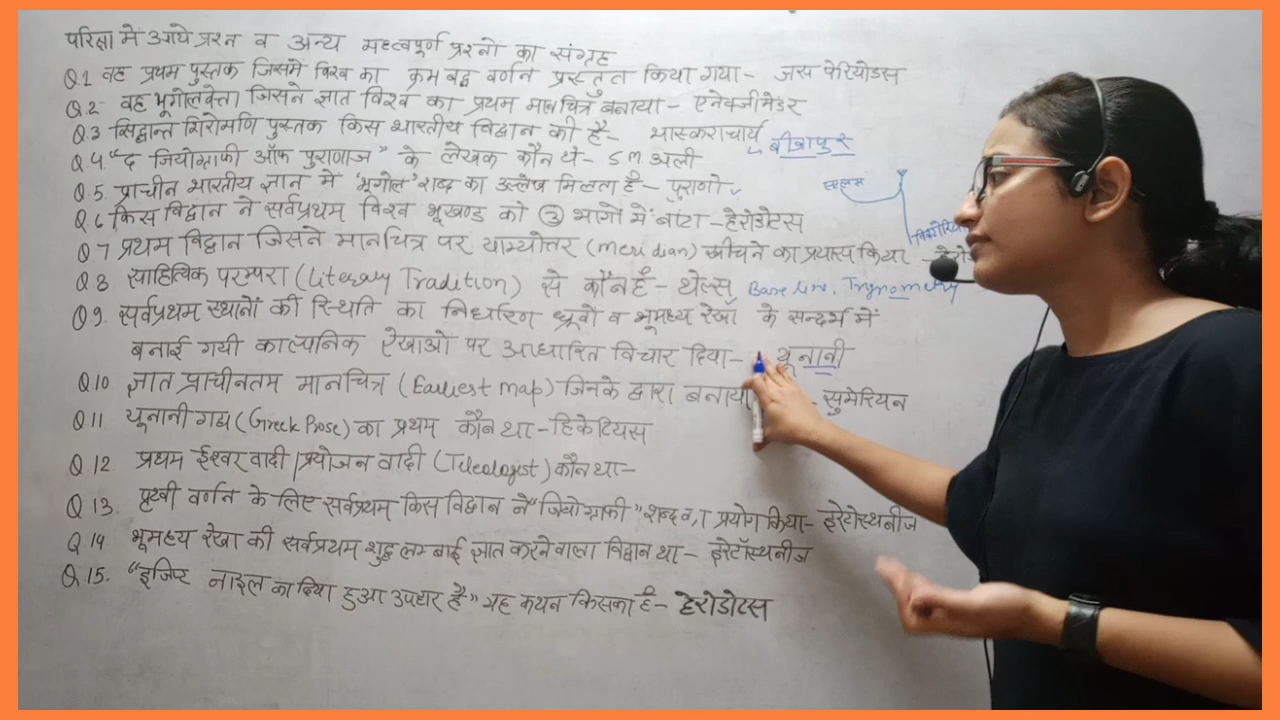 परिक्षा में आये प्रश्न व अन्य महत्वपूर्ण प्रश्नों का संग्रह
Q.1 वह प्रथम पुस्तक जिसमें विश्व का क्रम बद्ध वर्णन प्रस्तुत किया गया - जस पेरियोडस
Q.2 वह भूगोलवेत्ता जिसने ज्ञात विश्व का प्रथम मानचित्र बनाया - एनेक्जीमेंडर
Q.3 सिद्धान्त शिरोमणि पुस्तक किस भारतीय विद्वान की है - भास्कराचार्य बीजापुर
Q.4 "द जियोग्राफी ऑफ पुराणाज" के लेखक कौन थे - S M अली
Q.5. प्राचीन भारतीय ज्ञान में 'भूगोल' शब्द का उल्लेख मिलता है - पुराणों
Q.6 किस विद्वान ने सर्वप्रथम विश्व भूखण्ड को ③ भागों में बांटा - हेरोडोटस
Q 7 प्रथम विद्वान जिसने मानचित्र पर याम्योत्तर (Meridian) खींचने का प्रयास किया -
Q 8 साहित्यिक परम्परा (Literary Tradition) से कौन है - थेल्स Base line. Trynometry
Q 9. सर्वप्रथम स्थानों की स्थिति का निर्धारण ध्रुवों व भूमध्य रेखा के सन्दर्भ में
बनाई गयी काल्पनिक रेखाओं पर आधारित विचार दिया - यूनानी
Q 10. ज्ञात प्राचीनतम मानचित्र (Earliest Map) जिनके द्वारा बनाया - सुमेरियन
Q 11. यूनानी गद्य (Greek Prose) का प्रथम कौन था - हिकेटियस
Q. 12. प्रथम ईश्वर वादी/प्रयोजन वादी (Teleologist) कौन था -
Q. 13. पृथ्वी वर्णन के लिए सर्वप्रथम किस विद्वान ने "जियोग्राफी" शब्द का प्रयोग किया - इरेटोस्थनीज
Q. 14. भूमध्य रेखा की सर्वप्रथम शुद्ध लम्बाई ज्ञात करने वाला विद्वान था - इरेटॉस्थनीज
Q. 15. "इजिप्ट नाइल का दिया हुआ उपहार है" यह कथन किसका है - हेरोडोटस